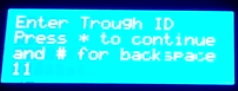 Enter Trough ID
Press * to continue
and # for backspace
11